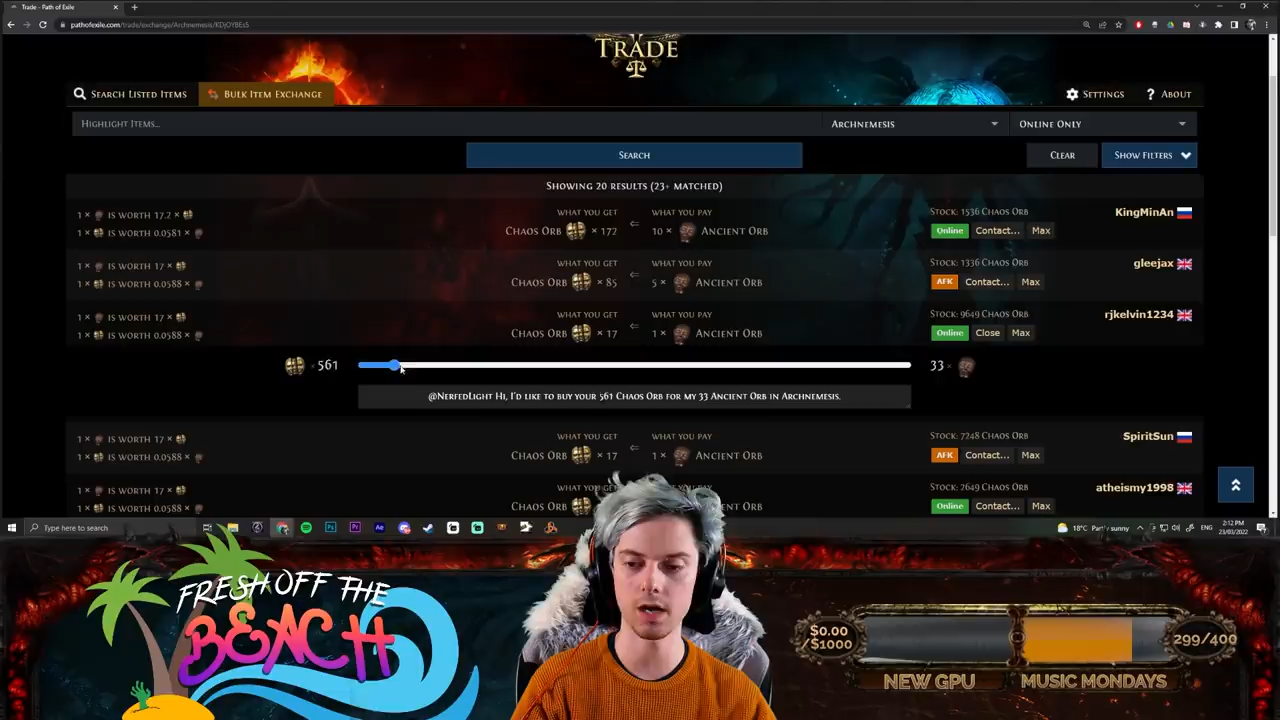 Trade - Path of Exile
pathofexile.com/trade/exchange/Archnemesis/KDjOYBEs5
TRADE
Search Listed Items
Bulk Item Exchange
Settings
? About
Highlight Items...
Archnemesis
Online Only
Search
Clear
Show Filters
Showing 20 results (23+ matched)
1 × is worth 17.2 ×
1 × is worth 0.0581 ×
What you get
Chaos Orb × 172
What you pay
10 × Ancient Orb
Stock: 1536 Chaos Orb
Online Contact... Max
KingMinAn
1 × is worth 17 ×
1 × is worth 0.0588 ×
What you get
Chaos Orb × 85
What you pay
5 × Ancient Orb
Stock: 1336 Chaos Orb
AFK Contact... Max
gleejax
1 × is worth 17 ×
1 × is worth 0.0588 ×
What you get
Chaos Orb × 17
What you pay
1 × Ancient Orb
Stock: 9649 Chaos Orb
Online Close Max
rjkelvin1234
× 561
33 ×
@NerfedLight Hi, I'd like to buy your 561 Chaos Orb for my 33 Ancient Orb in Archnemesis.
1 × is worth 17 ×
1 × is worth 0.0588 ×
What you get
Chaos Orb × 17
What you pay
1 × Ancient Orb
Stock: 7248 Chaos Orb
AFK Contact... Max
SpiritSun
1 × is worth 17 ×
1 × is worth 0.0588 ×
What you get
Chaos Orb
What you pay
Ancient Orb
Stock: 2649 Chaos Orb
Online Contact... Max
atheismy1998
Type here to search
18°C Partly sunny
ENG
2:12 PM
23/03/2022
FRESH OFF THE
BEACH
$0.00
/$1000
299/400
NEW GPU
MUSIC MONDAYS